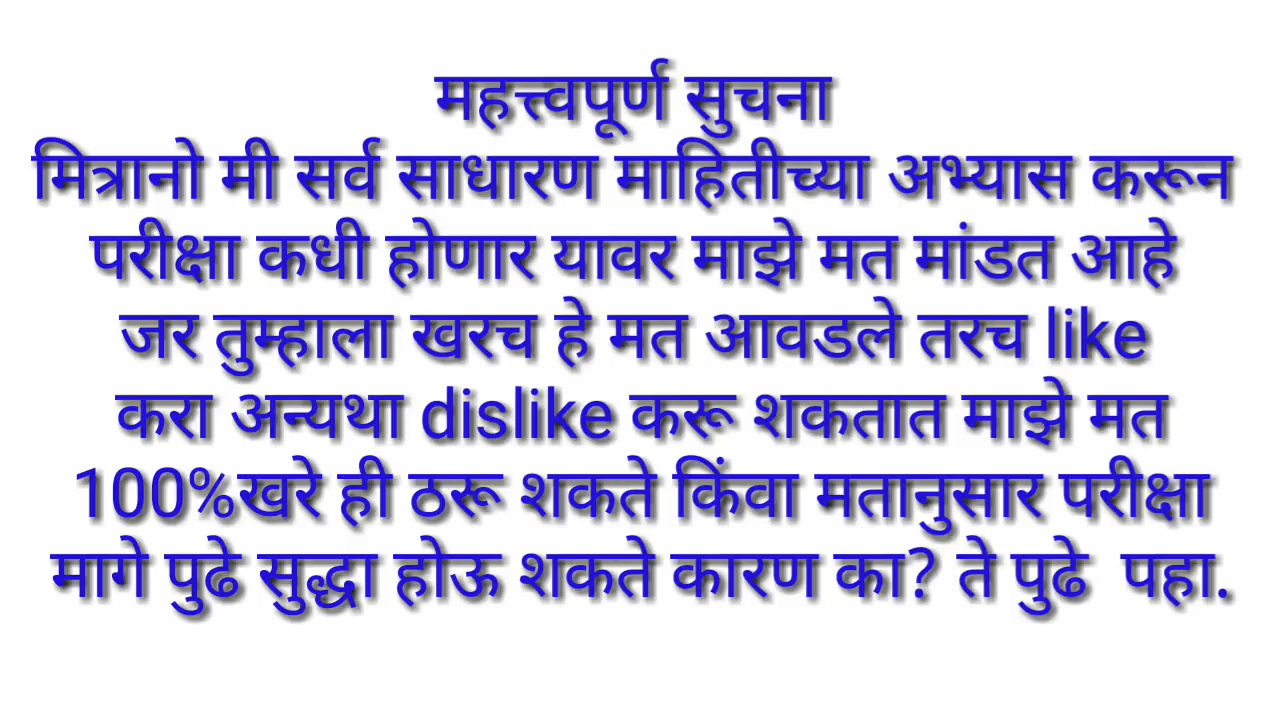 महत्त्वपूर्ण सुचना
मित्रानो मी सर्व साधारण माहितीच्या अभ्यास करून
परीक्षा कधी होणार यावर माझे मत मांडत आहे
जर तुम्हाला खरच हे मत आवडले तरच like
करा अन्यथा dislike करू शकतात माझे मत
100%खरे ही ठरू शकते किंवा मतानुसार परीक्षा
मागे पुढे सुद्धा होऊ शकते कारण का? ते पुढे  पहा.